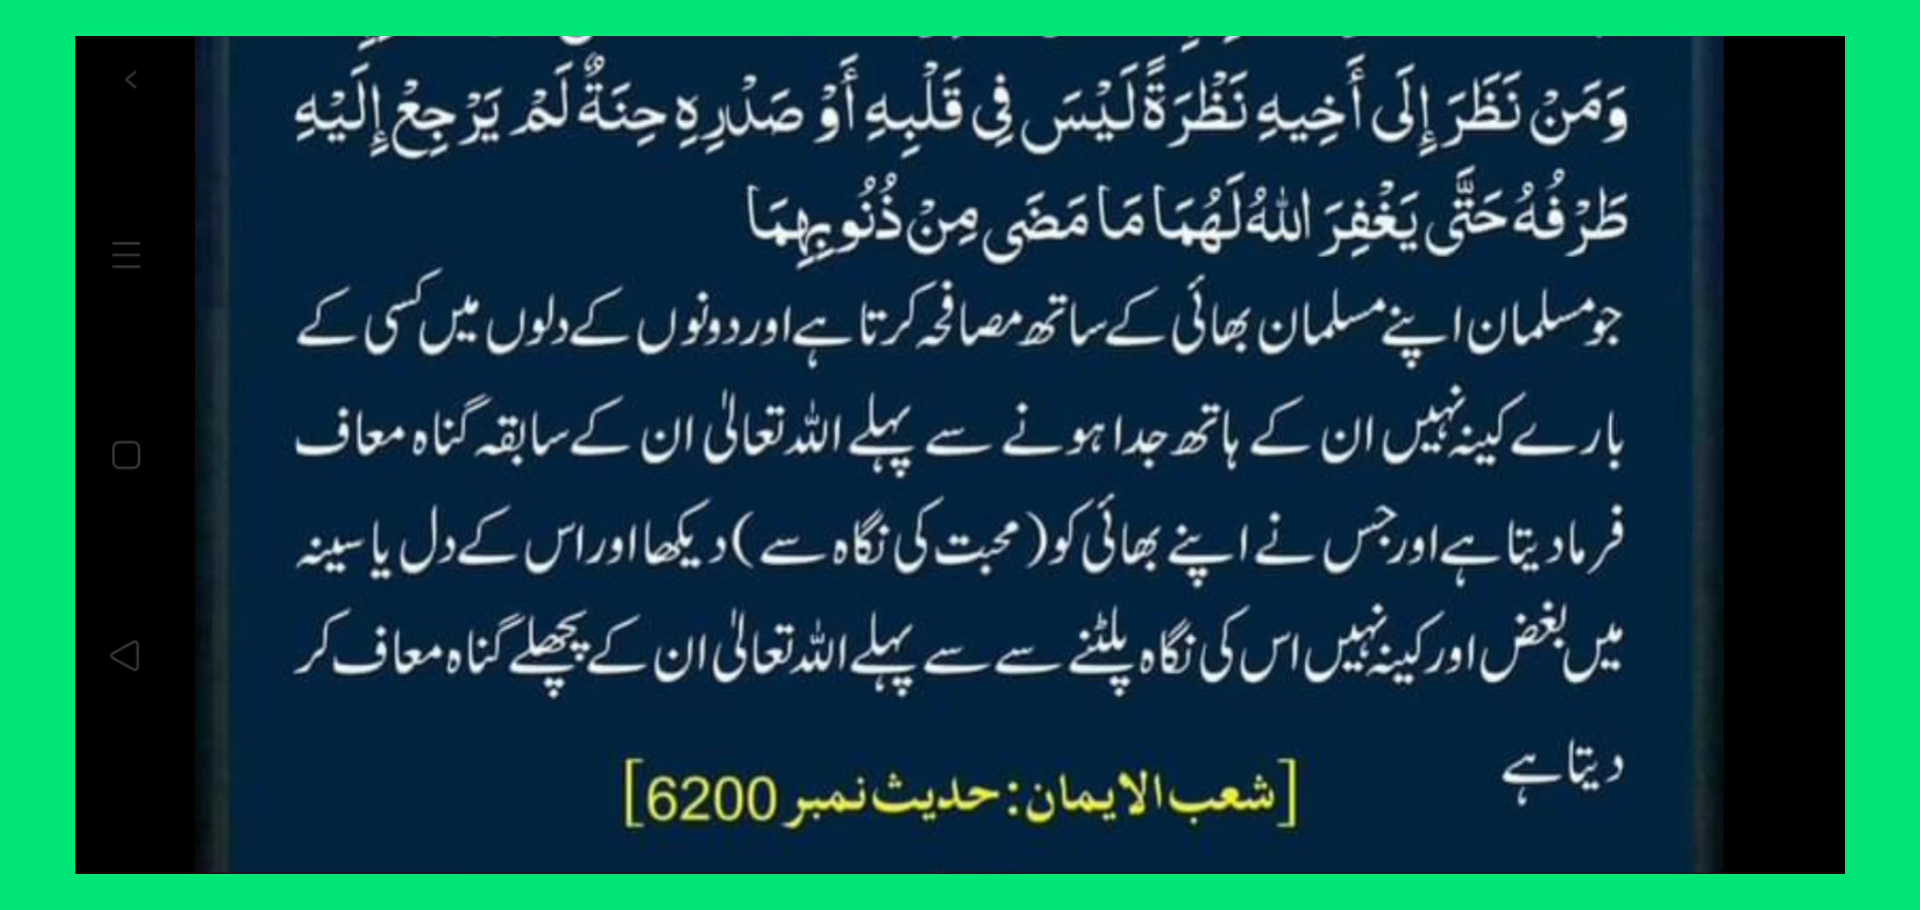 وَمَنْ نَظَرَ إِلَى أَخِيهِ نَظْرَةً لَيْسَ فِي قَلْبِهِ أَوْ صَدْرِهِ حِنَةٌ لَمْ يَرْجِعْ إِلَيْهِ
طَرْفُهُ حَتَّى يَغْفِرَ اللهُ لَهُمَا مَا مَضَى مِنْ ذُنُوبِهِمَا
جو مسلمان اپنے مسلمان بھائی کے ساتھ مصافحہ کرتا ہے اور دونوں کے دلوں میں کسی کے
بارے کینہ نہیں ان کے ہاتھ جدا ہونے سے پہلے اللہ تعالیٰ ان کے سابقہ گناہ معاف
فرما دیتا ہے اور جس نے اپنے بھائی کو (محبت کی نگاہ سے) دیکھا اور اس کے دل یا سینہ
میں بغض اور کینہ نہیں اس کی نگاہ پلٹنے سے سے پہلے اللہ تعالیٰ ان کے پچھلے گناہ معاف کر
دیتا ہے
[شعب الایمان: حدیث نمبر 6200]